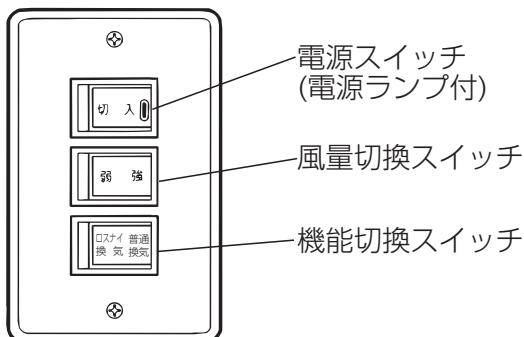 電源スイッチ
(電源ランプ付)
切 入
風量切換スイッチ
弱 強
機能切換スイッチ
ロスナイ 普通
換 気 換気